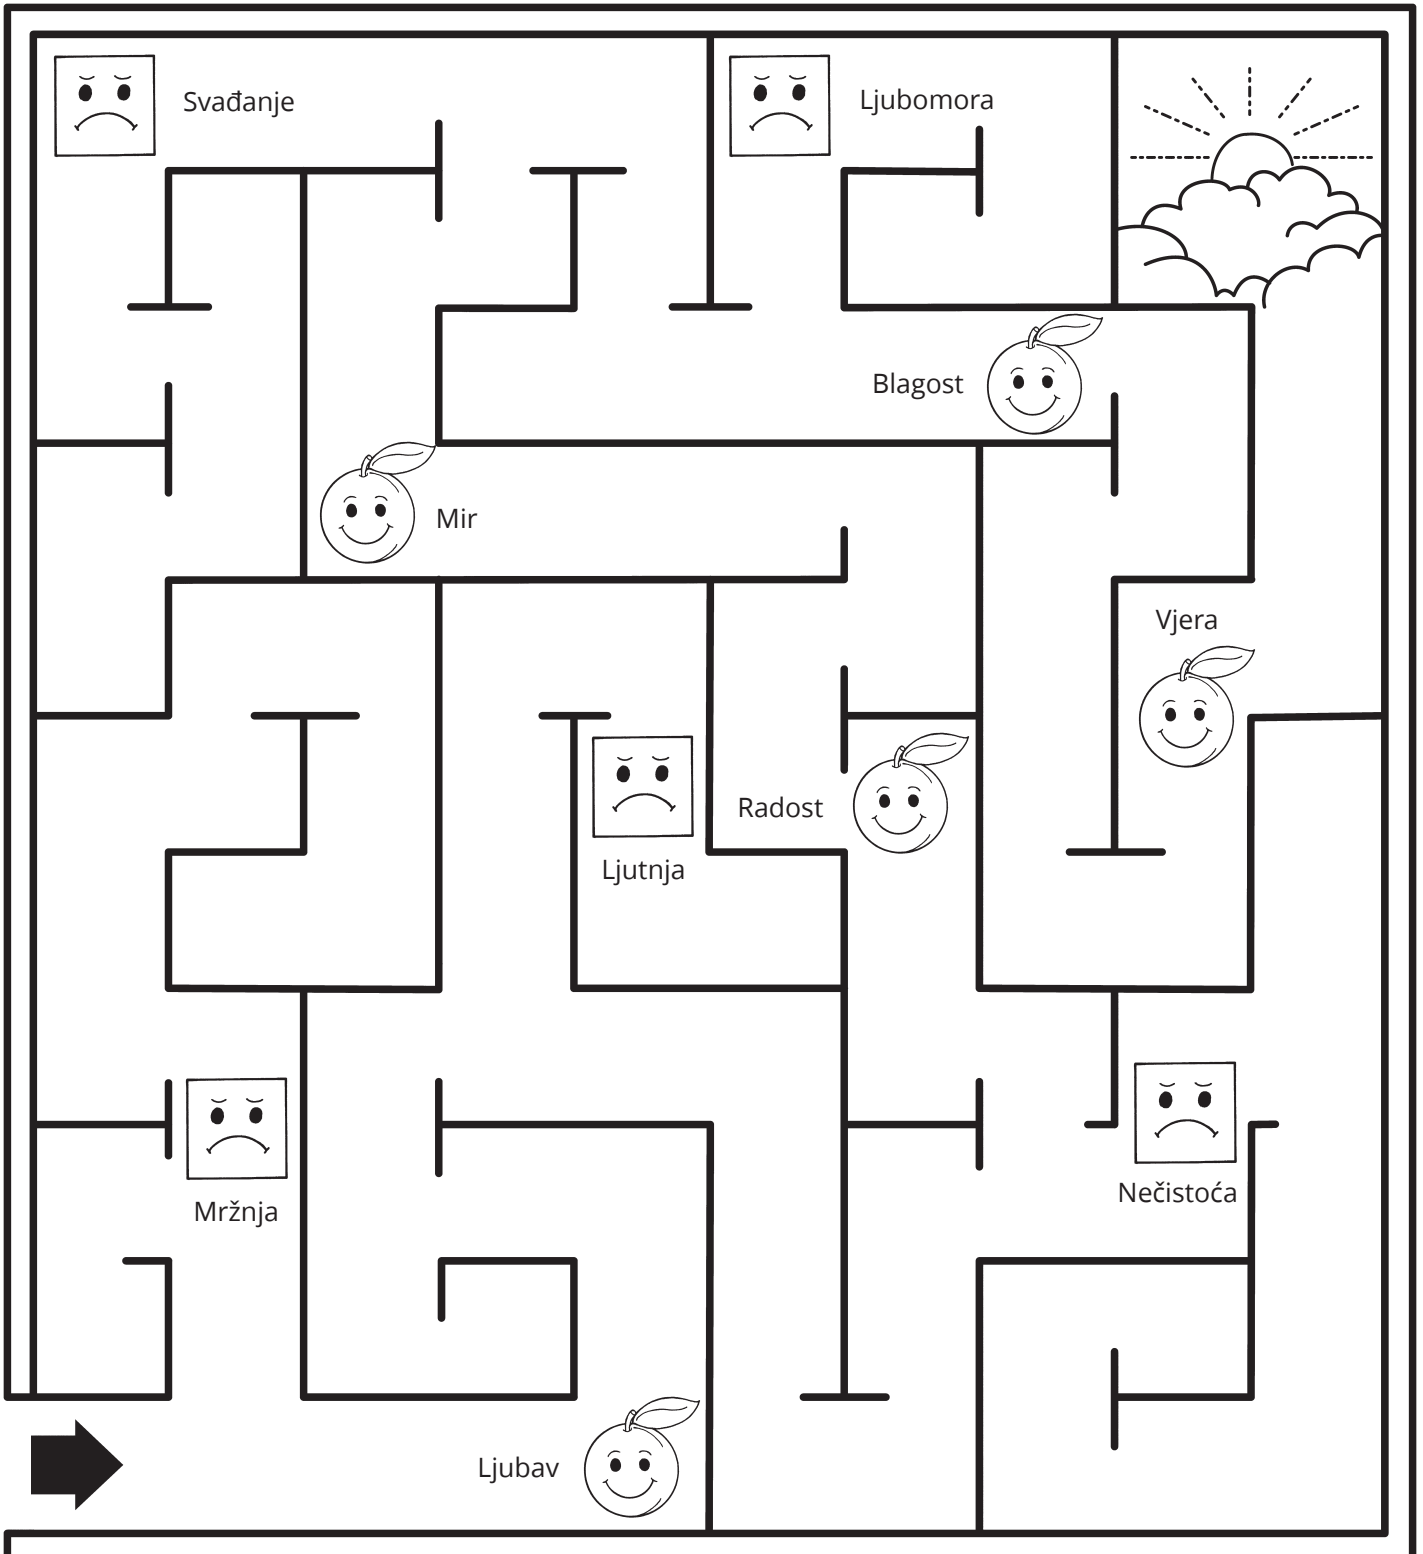 Svađanje
Ljubomora
Blagost
Mir
Vjera
Radost
Ljutnja
Nečistoća
Mržnja
Ljubav